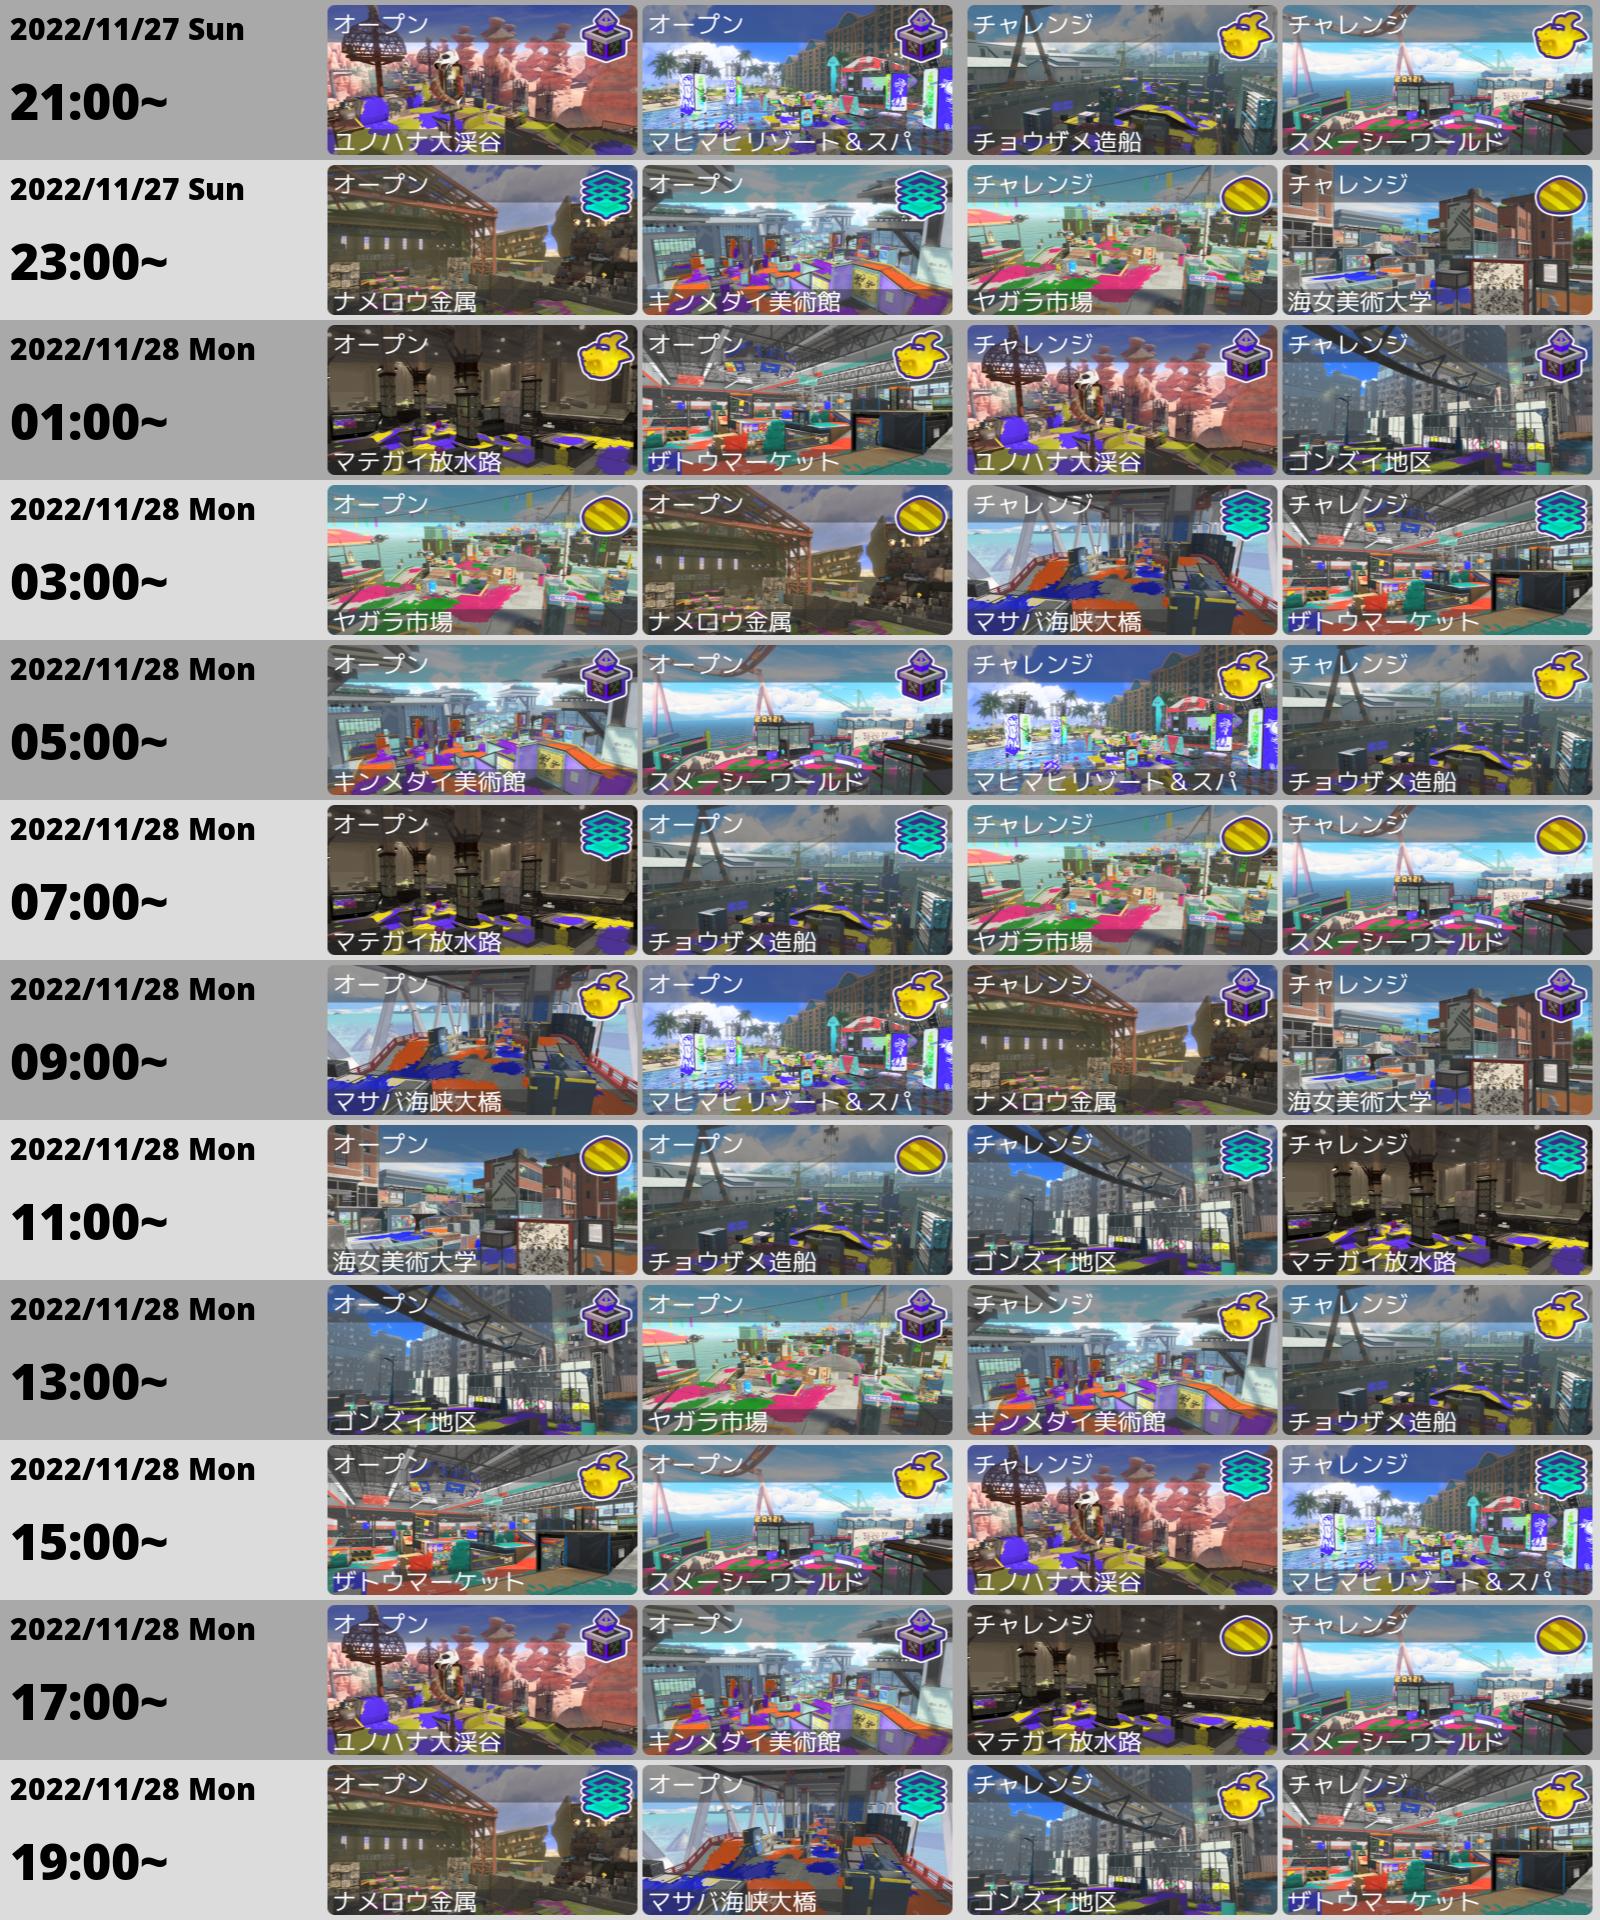 2022/11/27 Sun
21:00~
オープン
ユノハナ大渓谷
オープン
マヒマヒリゾート＆スパ
チャレンジ
チョウザメ造船
チャレンジ
スメーシーワールド
2022/11/27 Sun
23:00~
オープン
ナメロウ金属
オープン
キンメダイ美術館
チャレンジ
ヤガラ市場
チャレンジ
海女美術大学
2022/11/28 Mon
01:00~
オープン
マテガイ放水路
オープン
ザトウマーケット
チャレンジ
ユノハナ大渓谷
チャレンジ
ゴンズイ地区
2022/11/28 Mon
03:00~
オープン
ヤガラ市場
オープン
ナメロウ金属
チャレンジ
マサバ海峡大橋
チャレンジ
ザトウマーケット
2022/11/28 Mon
05:00~
オープン
キンメダイ美術館
オープン
スメーシーワールド
チャレンジ
マヒマヒリゾート＆スパ
チャレンジ
チョウザメ造船
2022/11/28 Mon
07:00~
オープン
マテガイ放水路
オープン
チョウザメ造船
チャレンジ
ヤガラ市場
チャレンジ
スメーシーワールド
2022/11/28 Mon
09:00~
オープン
マサバ海峡大橋
オープン
マヒマヒリゾート＆スパ
チャレンジ
ナメロウ金属
チャレンジ
海女美術大学
2022/11/28 Mon
11:00~
オープン
海女美術大学
オープン
チョウザメ造船
チャレンジ
ゴンズイ地区
チャレンジ
マテガイ放水路
2022/11/28 Mon
13:00~
オープン
ゴンズイ地区
オープン
ヤガラ市場
チャレンジ
キンメダイ美術館
チャレンジ
チョウザメ造船
2022/11/28 Mon
15:00~
オープン
ザトウマーケット
オープン
スメーシーワールド
チャレンジ
ユノハナ大渓谷
チャレンジ
マヒマヒリゾート＆スパ
2022/11/28 Mon
17:00~
オープン
ユノハナ大渓谷
オープン
キンメダイ美術館
チャレンジ
マテガイ放水路
チャレンジ
スメーシーワールド
2022/11/28 Mon
19:00~
オープン
ナメロウ金属
オープン
マサバ海峡大橋
チャレンジ
ゴンズイ地区
チャレンジ
ザトウマーケット